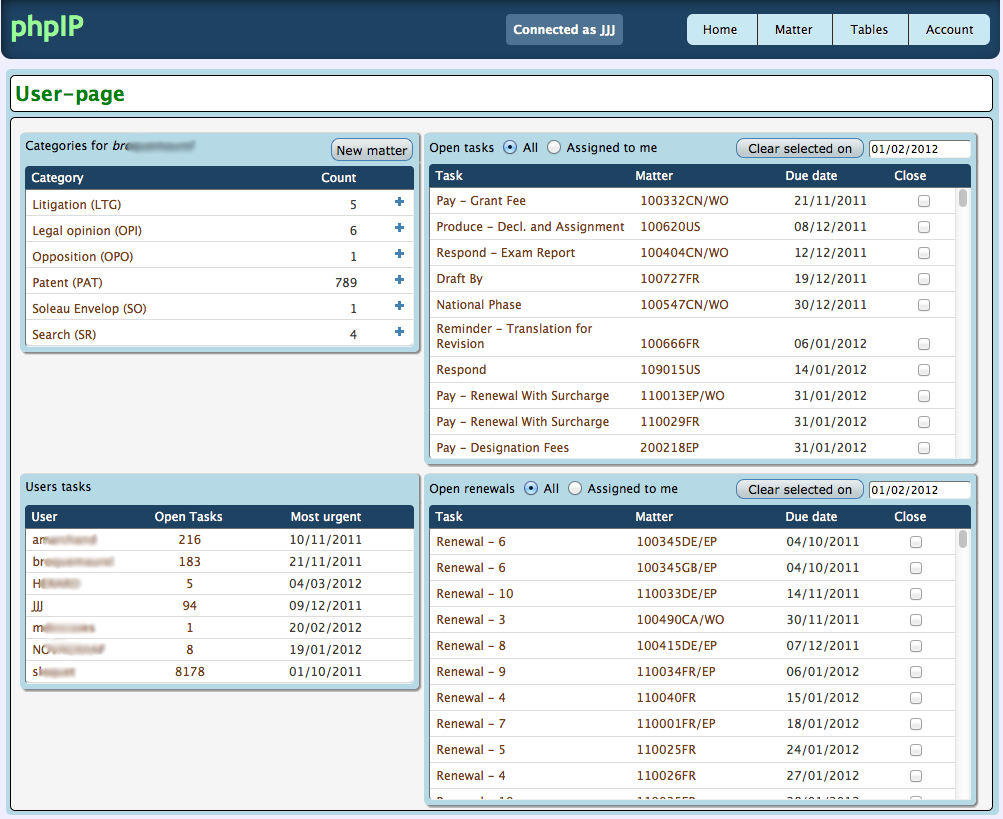 phpIP
Connected as JJJ
Home Matter Tables Account
User-page
Categories for
New matter
Category Count
Litigation (LTG) 5
Legal opinion (OPI) 6
Opposition (OPO) 1
Patent (PAT) 789
Soleau Envelop (SO) 1
Search (SR) 4
Open tasks All Assigned to me Clear selected on 01/02/2012
Task Matter Due date Close
Pay - Grant Fee 100332CN/WO 21/11/2011
Produce - Decl. and Assignment 100620US 08/12/2011
Respond - Exam Report 100404CN/WO 12/12/2011
Draft By 100727FR 19/12/2011
National Phase 100547CN/WO 30/12/2011
Reminder - Translation for
Revision 100666FR 06/01/2012
Respond 109015US 14/01/2012
Pay - Renewal With Surcharge 110013EP/WO 31/01/2012
Pay - Renewal With Surcharge 110029FR 31/01/2012
Pay - Designation Fees 200218EP 31/01/2012
Users tasks
User Open Tasks Most urgent
216 10/11/2011
183 21/11/2011
5 04/03/2012
JJJ 94 09/12/2011
1 20/02/2012
8 19/01/2012
8178 01/10/2011
Open renewals All Assigned to me Clear selected on 01/02/2012
Task Matter Due date Close
Renewal - 6 100345DE/EP 04/10/2011
Renewal - 6 100345GB/EP 04/10/2011
Renewal - 10 110033DE/EP 14/11/2011
Renewal - 3 100490CA/WO 30/11/2011
Renewal - 8 100415DE/EP 07/12/2011
Renewal - 9 110034FR/EP 06/01/2012
Renewal - 4 110040FR 15/01/2012
Renewal - 7 110001FR/EP 18/01/2012
Renewal - 5 110025FR 24/01/2012
Renewal - 4 110026FR 27/01/2012